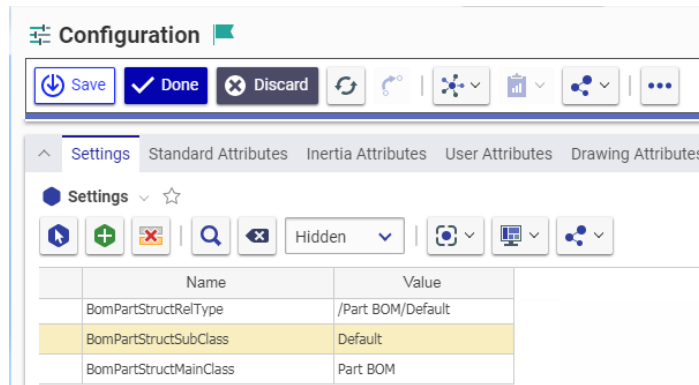 Configuration
Save Done Discard
Settings Standard Attributes Inertia Attributes User Attributes Drawing Attributes
Settings
Hidden
Name Value
BomPartStructRelType /Part BOM/Default
BomPartStructSubClass Default
BomPartStructMainClass Part BOM